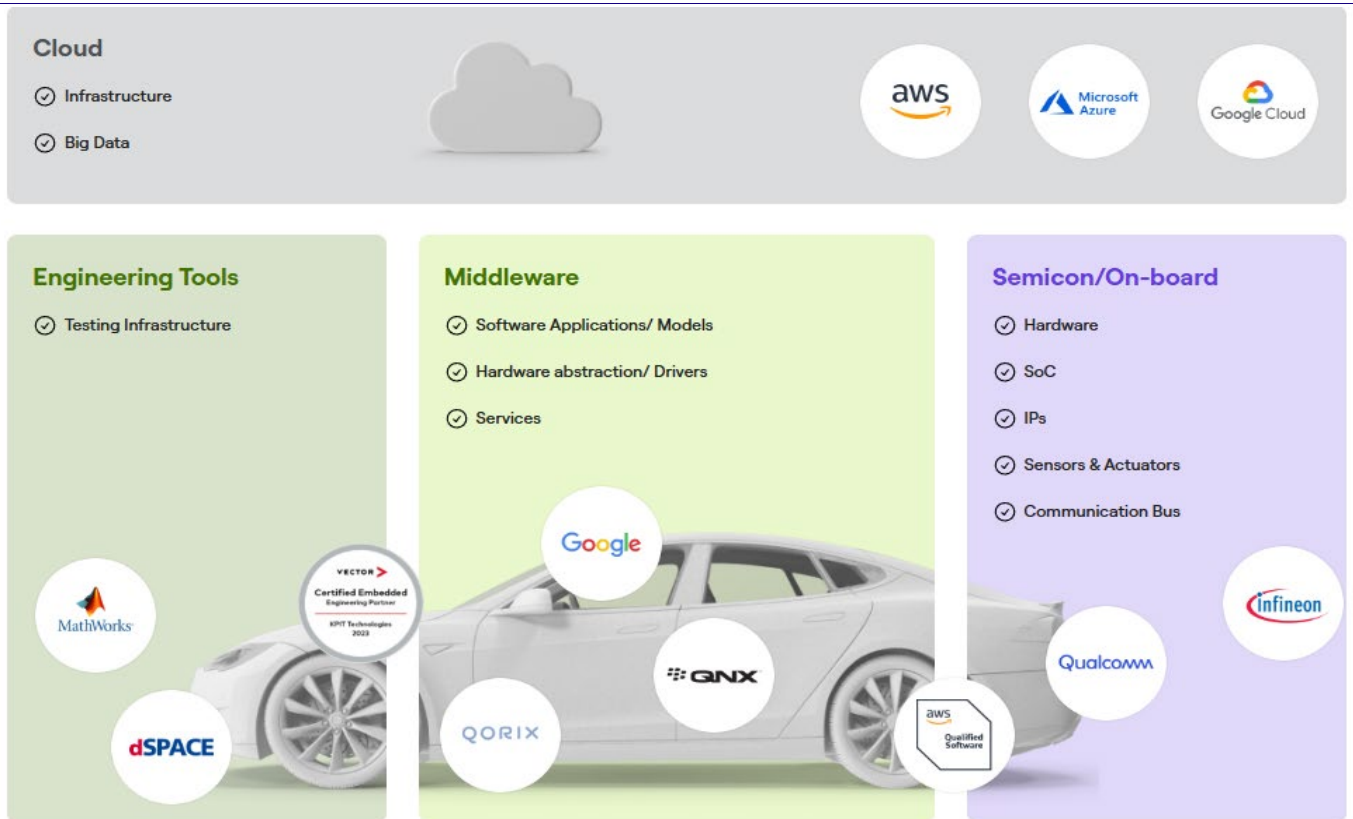 Cloud
Infrastructure
Big Data
aws
Microsoft
Azure
Google Cloud
Engineering Tools
Testing Infrastructure
MathWorks
dSPACE
VECTOR
Certified Embedded
Engineering Partner
KPIT Technologies
2023
Middleware
Software Applications/ Models
Hardware abstraction/ Drivers
Services
Google
QNX
QORIX
aws
Qualified
Software
Semicon/On-board
Hardware
SoC
IPs
Sensors & Actuators
Communication Bus
Qualcomm
infineon